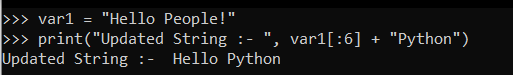 >>> var1 = "Hello People!"
>>> print("Updated String :- ", var1[:6] + "Python")
Updated String :-  Hello Python